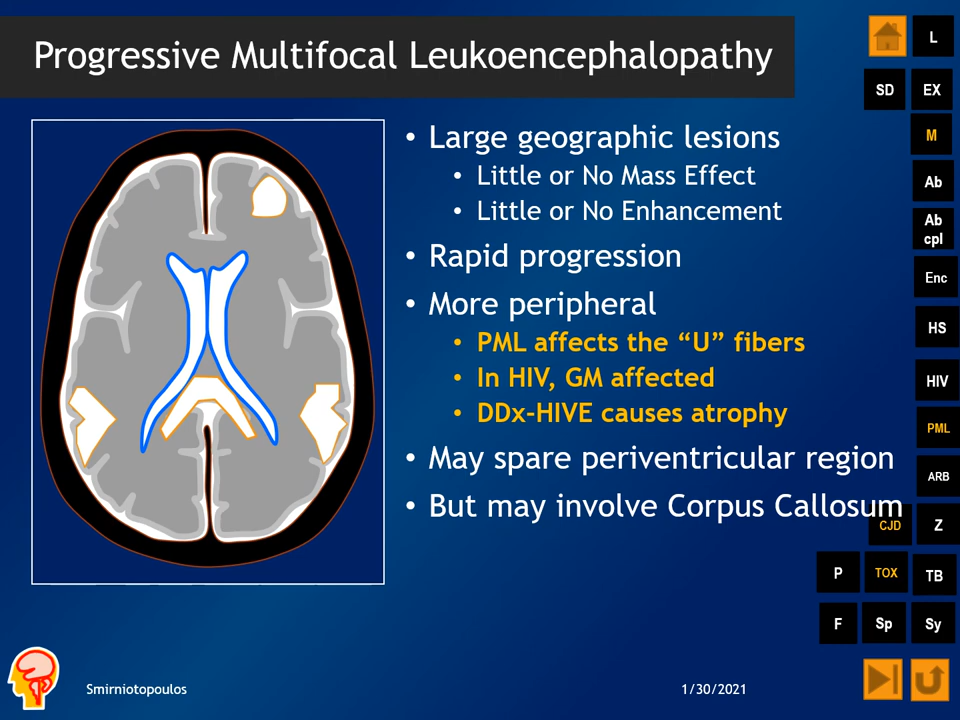 Progressive Multifocal Leukoencephalopathy
• Large geographic lesions
• Little or No Mass Effect
• Little or No Enhancement
• Rapid progression
• More peripheral
• PML affects the “U” fibers
• In HIV, GM affected
• DDx-HIVE causes atrophy
• May spare periventricular region
• But may involve Corpus Callosum
L
SD EX
M
Ab
Ab
cpl
Enc
HS
HIV
PML
ARB
CJD Z
P TOX TB
F Sp Sy
Smirniotopoulos 1/30/2021